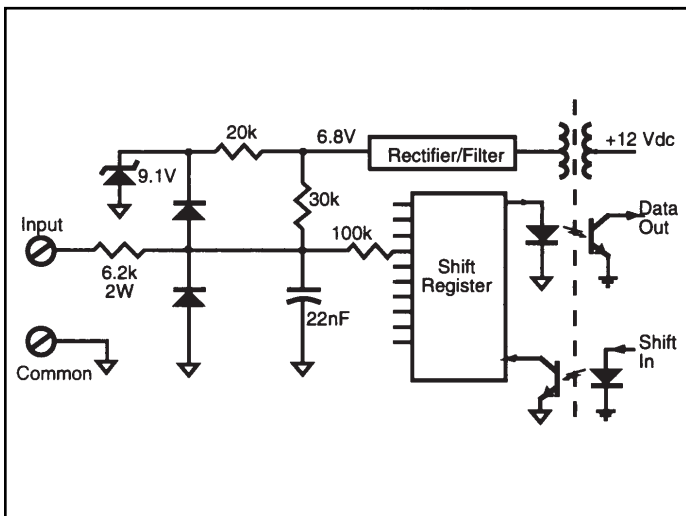 20k
6.8V
Rectifier/Filter
+12 Vdc
9.1V
30k
Input
100k
Data
Out
6.2k
2W
Shift
Register
22nF
Shift
In
Common